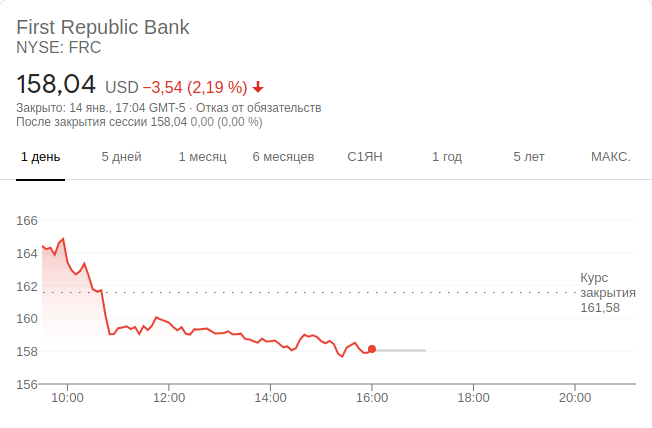 First Republic Bank
NYSE: FRC
158,04 USD −3,54 (2,19 %)
Закрыто: 14 янв., 17:04 GMT-5 · Отказ от обязательств
После закрытия сессии 158,04 0,00 (0,00 %)
1 день 5 дней 1 месяц 6 месяцев С1ЯН 1 год 5 лет МАКС.
166
164
162
160
158
156
Курс
закрытия
161,58
10:00 12:00 14:00 16:00 18:00 20:00